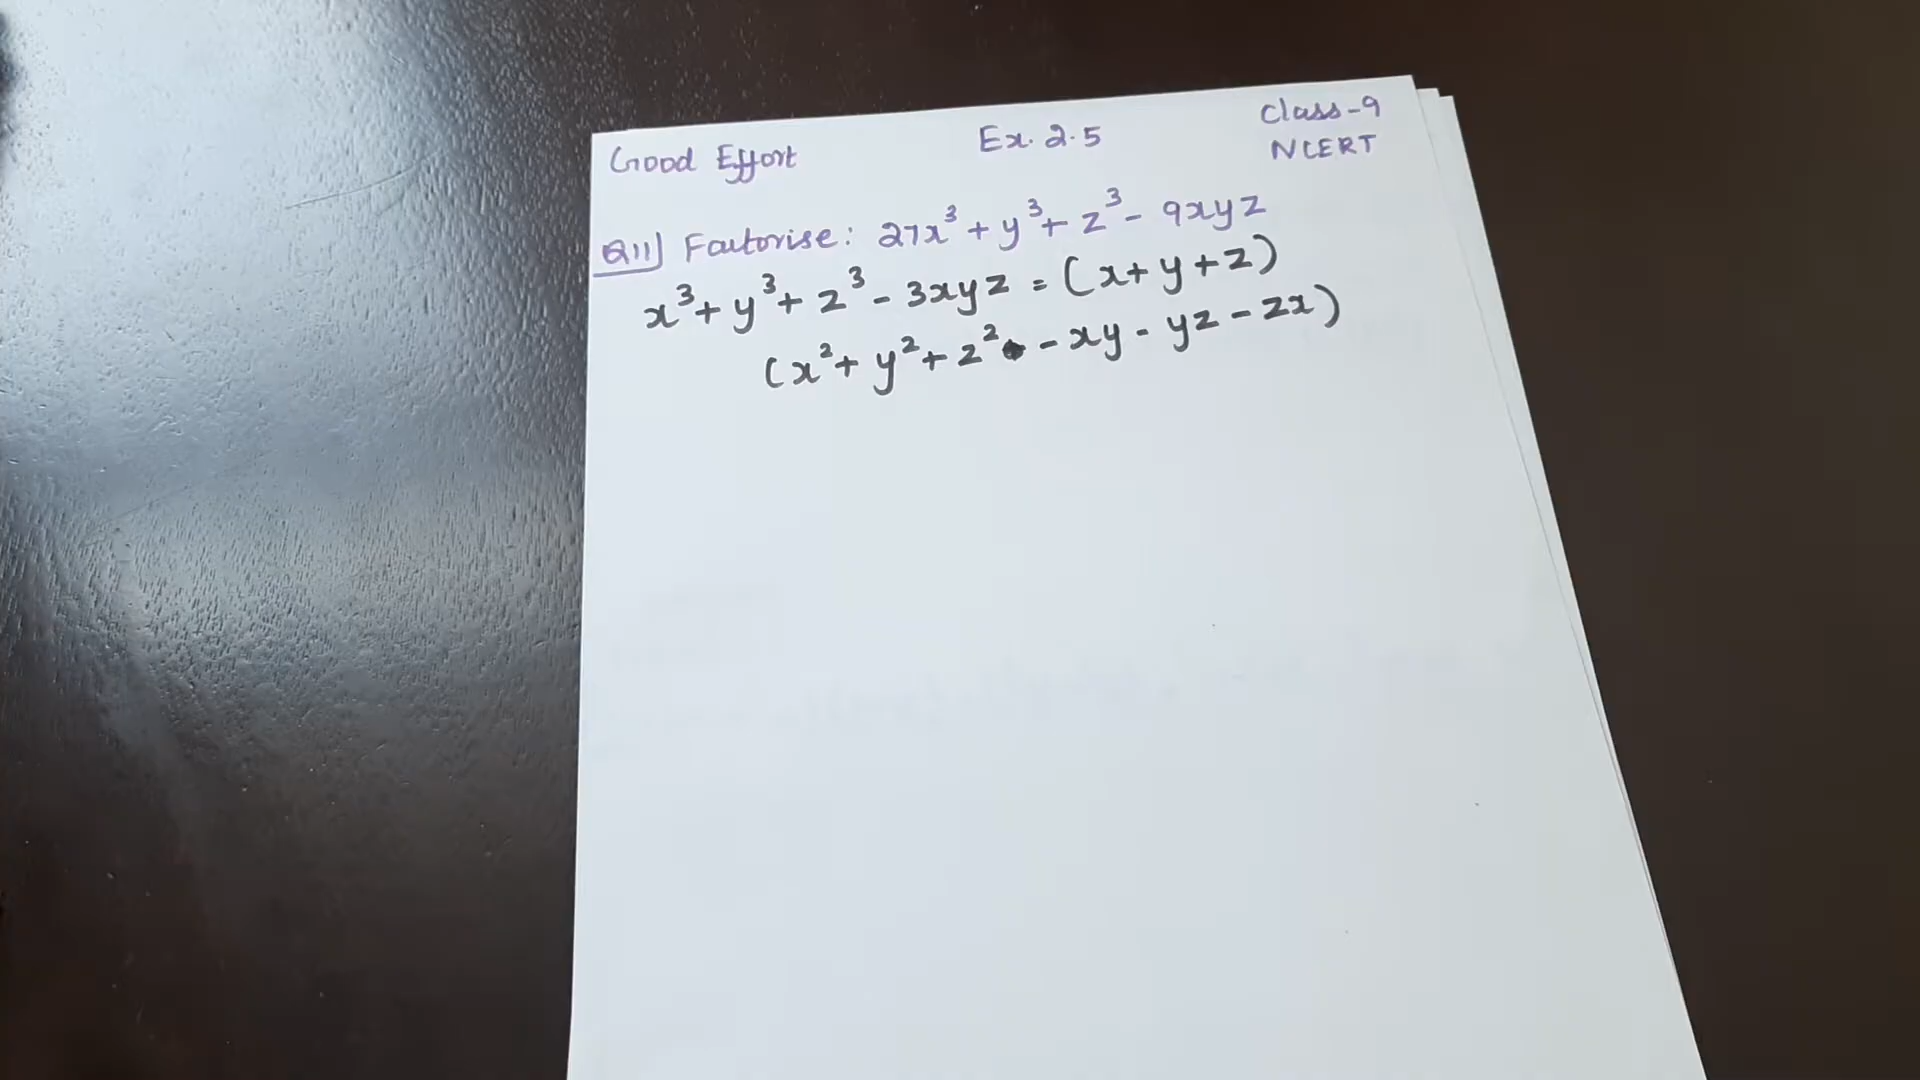 Good Effort Ex. 2.5 Class-9
NCERT
Q11) Factorise: 27x³ + y³ + z³ - 9xyz
x³ + y³ + z³ - 3xyz = (x + y + z)
(x² + y² + z² - xy - yz - zx)